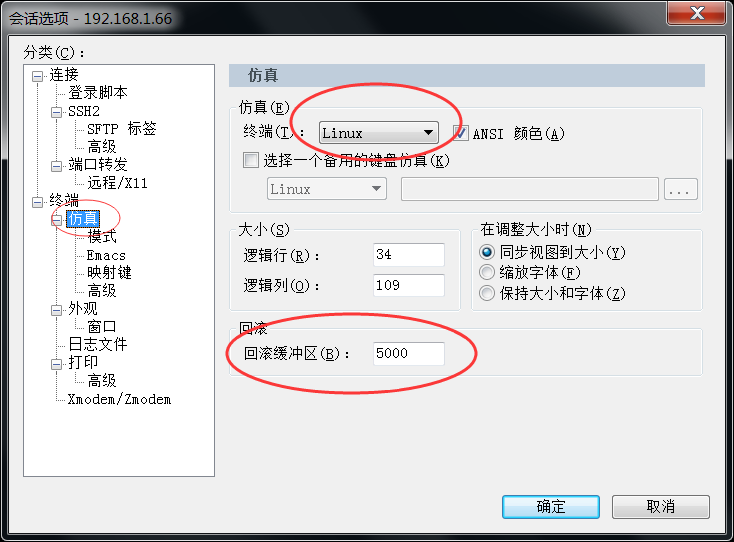 会话选项 - 192.168.1.66
分类(C)：
连接
登录脚本
SSH2
SFTP 标签
高级
端口转发
远程/X11
终端
仿真
模式
Emacs
映射键
高级
外观
窗口
日志文件
打印
高级
Xmodem/Zmodem
仿真
仿真(E)
终端(T)： Linux ANSI 颜色(A)
选择一个备用的键盘仿真(K)
Linux ...
大小(S)
逻辑行(R)： 34
逻辑列(O)： 109
在调整大小时(N)
同步视图到大小(Y)
缩放字体(F)
保持大小和字体(Z)
回滚
回滚缓冲区(B)： 5000
确定 取消